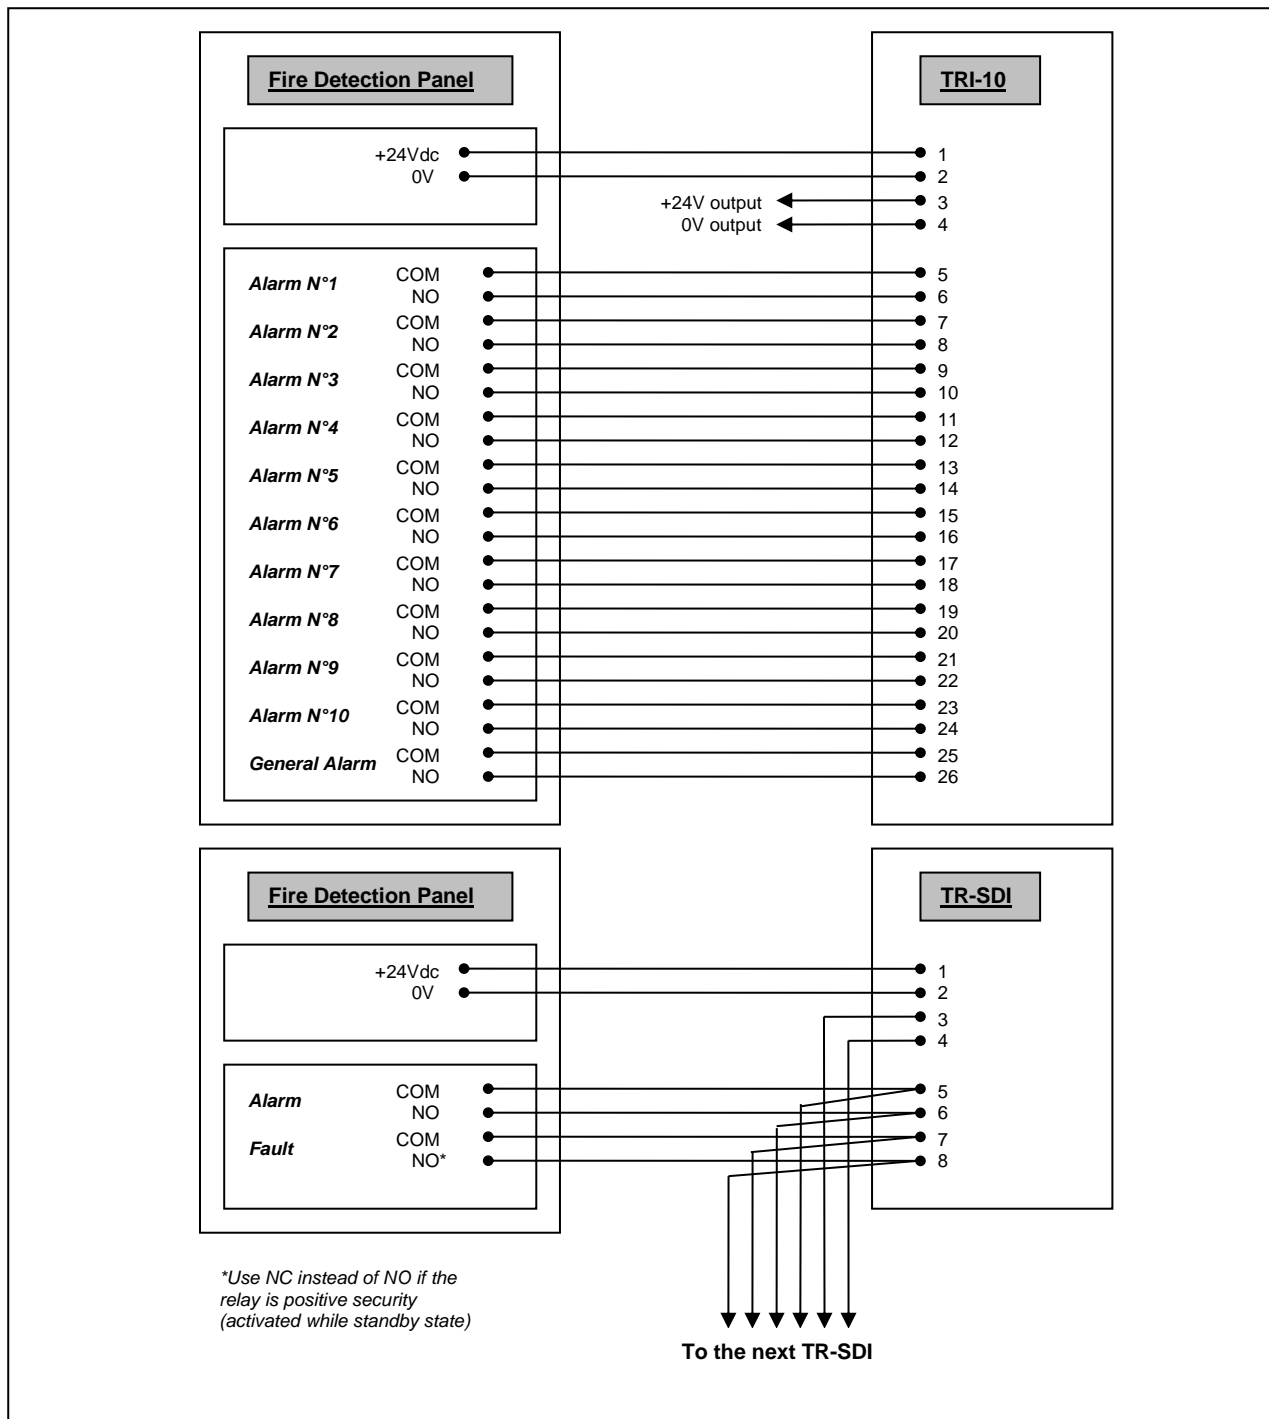 Fire Detection Panel
TRI-10
+24Vdc
1
0V
2
+24V output
3
0V output
4
Alarm N°1
COM
5
NO
6
Alarm N°2
COM
7
NO
8
Alarm N°3
COM
9
NO
10
Alarm N°4
COM
11
NO
12
Alarm N°5
COM
13
NO
14
Alarm N°6
COM
15
NO
16
Alarm N°7
COM
17
NO
18
Alarm N°8
COM
19
NO
20
Alarm N°9
COM
21
NO
22
Alarm N°10
COM
23
NO
24
General Alarm
COM
25
NO
26
Fire Detection Panel
TR-SDI
+24Vdc
1
0V
2
3
4
Alarm
COM
5
NO
6
Fault
COM
7
NO*
8
*Use NC instead of NO if the
relay is positive security
(activated while standby state)
To the next TR-SDI